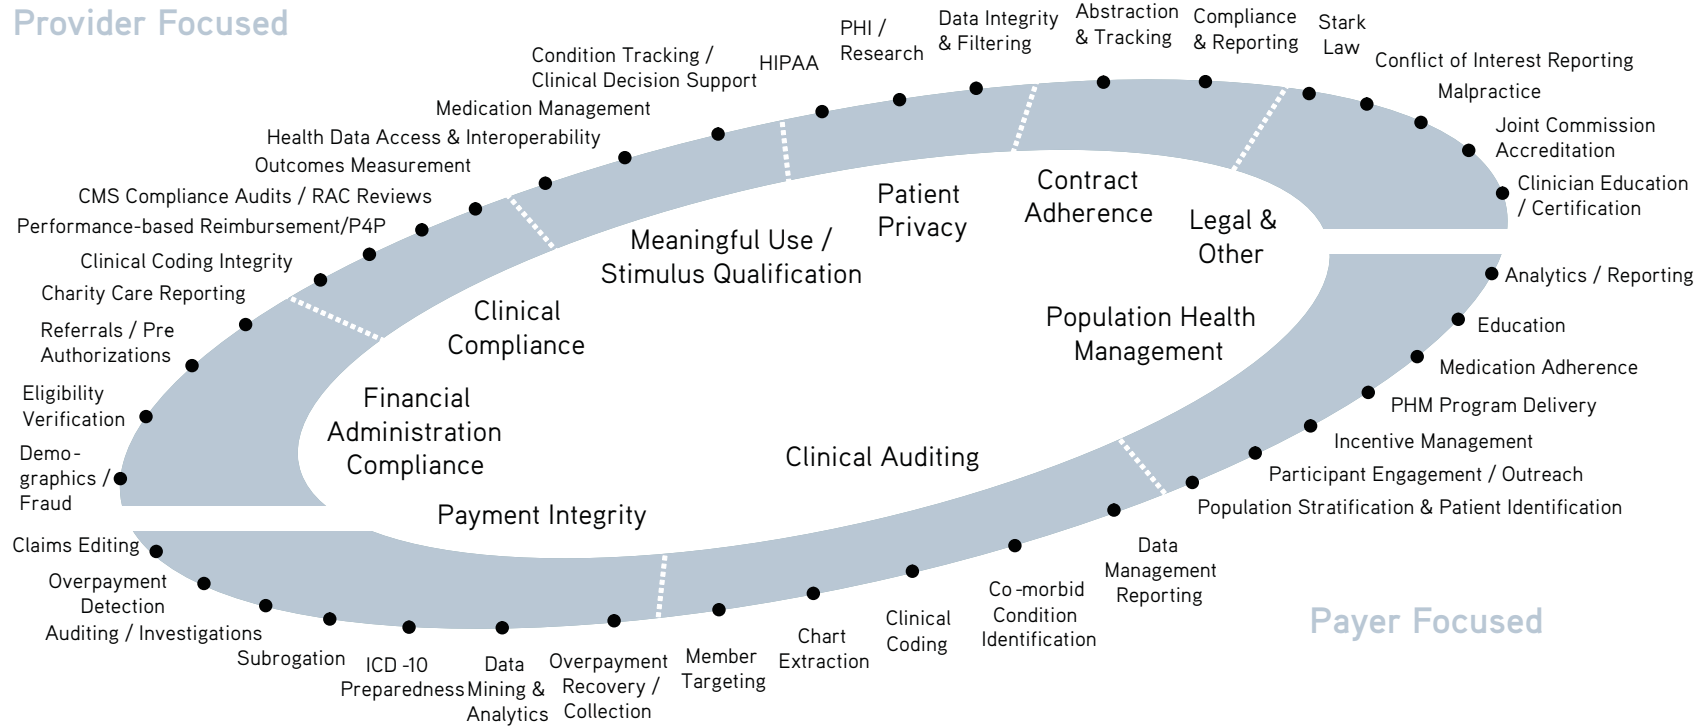 Provider Focused
Demo-
graphics /
Fraud
Eligibility
Verification
Referrals / Pre
Authorizations
Charity Care Reporting
Clinical Coding Integrity
Performance-based Reimbursement/P4P
CMS Compliance Audits / RAC Reviews
Outcomes Measurement
Health Data Access & Interoperability
Medication Management
Condition Tracking /
Clinical Decision Support
HIPAA
PHI /
Research
Data Integrity
& Filtering
Abstraction
& Tracking
Compliance
& Reporting
Stark
Law
Conflict of Interest Reporting
Malpractice
Joint Commission
Accreditation
Clinician Education
/ Certification
Financial
Administration
Compliance
Clinical
Compliance
Meaningful Use /
Stimulus Qualification
Patient
Privacy
Contract
Adherence
Legal &
Other
Population Health
Management
Clinical Auditing
Payment Integrity
Analytics / Reporting
Education
Medication Adherence
PHM Program Delivery
Incentive Management
Participant Engagement / Outreach
Population Stratification & Patient Identification
Data
Management
Reporting
Co-morbid
Condition
Identification
Clinical
Coding
Chart
Extraction
Member
Targeting
Overpayment
Recovery /
Collection
Data
Mining &
Analytics
ICD-10
Preparedness
Subrogation
Auditing / Investigations
Overpayment
Detection
Claims Editing
Payer Focused